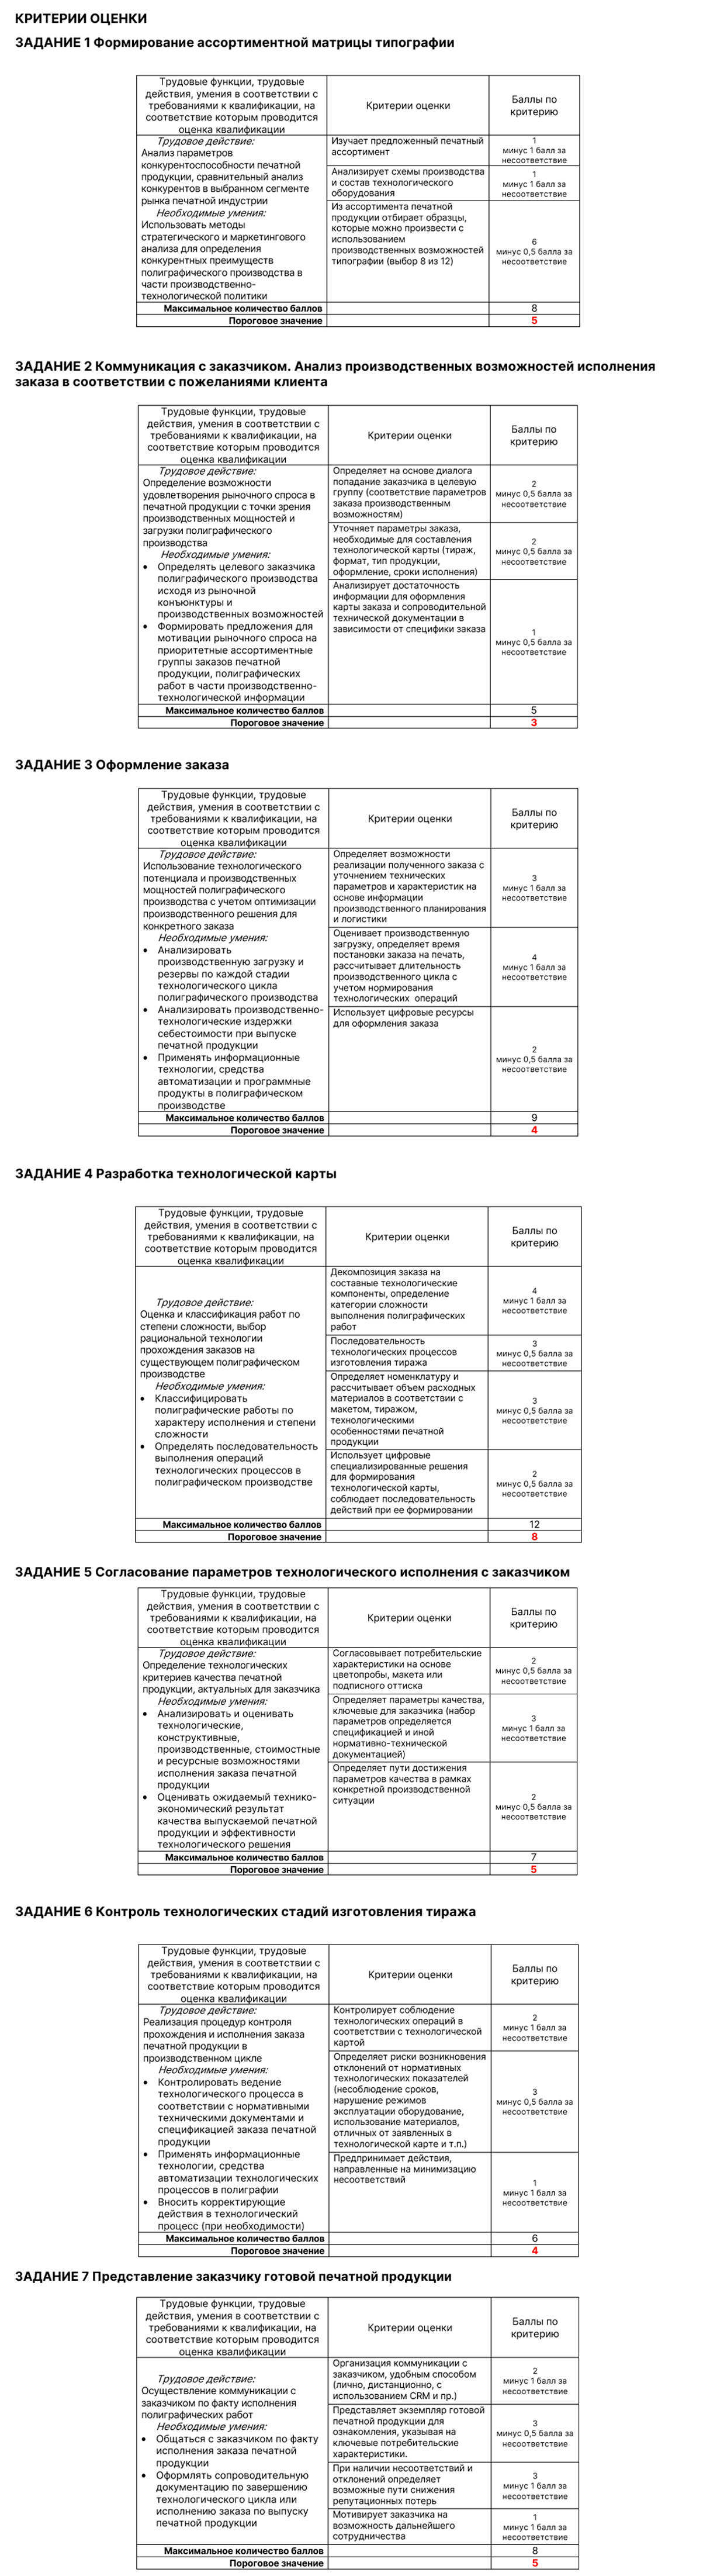 КРИТЕРИИ ОЦЕНКИ
ЗАДАНИЕ 1 Формирование ассортиментной матрицы типографии
Трудовые функции, трудовые
действия, умения в соответствии с
требованиями к квалификации, на
соответствие которым проводится
оценка квалификации
Критерии оценки
Баллы по
критерию
Трудовое действие:
Анализ параметров
конкурентоспособности печатной
продукции, сравнительный анализ
конкурентов в выбранном сегменте
рынка печатной индустрии
Необходимые умения:
Использовать методы
стратегического и маркетингового
анализа для определения
конкурентных преимуществ
полиграфического производства в
части производственно-
технологической политики
Изучает предложенный печатный
ассортимент
1
минус 1 балл за
несоответствие
Анализирует схемы производства
и состав технологического
оборудования
1
минус 1 балл за
несоответствие
Из ассортимента печатной
продукции отбирает образцы,
которые можно произвести с
использованием
производственных возможностей
типографии (выбор 8 из 12)
6
минус 0,5 балла за
несоответствие
Максимальное количество баллов
8
Пороговое значение
5
ЗАДАНИЕ 2 Коммуникация с заказчиком. Анализ производственных возможностей исполнения
заказа в соответствии с пожеланиями клиента
Трудовые функции, трудовые
действия, умения в соответствии с
требованиями к квалификации, на
соответствие которым проводится
оценка квалификации
Критерии оценки
Баллы по
критерию
Трудовое действие:
Определение возможности
удовлетворения рыночного спроса в
печатной продукции с точки зрения
производственных мощностей и
загрузки полиграфического
производства
Необходимые умения:
• Определять целевого заказчика
полиграфического производства
исходя из рыночной
конъюнктуры и
производственных возможностей
• Формировать предложения для
мотивации рыночного спроса на
приоритетные ассортиментные
группы заказов печатной
продукции, полиграфических
работ в части производственно-
технологической информации
Определяет на основе диалога
попадание заказчика в целевую
группу (соответствие параметров
заказа производственным
возможностям)
2
минус 0,5 балла за
несоответствие
Уточняет параметры заказа,
необходимые для составления
технологической карты (тираж,
формат, тип продукции,
оформление, сроки исполнения)
2
минус 0,5 балла за
несоответствие
Анализирует достаточность
информации для оформления
карты заказа и сопроводительной
технической документации в
зависимости от специфики заказа
1
минус 0,5 балла за
несоответствие
Максимальное количество баллов
5
Пороговое значение
3
ЗАДАНИЕ 3 Оформление заказа
Трудовые функции, трудовые
действия, умения в соответствии с
требованиями к квалификации, на
соответствие которым проводится
оценка квалификации
Критерии оценки
Баллы по
критерию
Трудовое действие:
Использование технологического
потенциала и производственных
мощностей полиграфического
производства с учетом оптимизации
производственного решения для
конкретного заказа
Необходимые умения:
• Анализировать
производственную загрузку и
резервы по каждой стадии
технологического цикла
полиграфического производства
• Анализировать производственно-
технологические издержки
себестоимости при выпуске
печатной продукции
• Применять информационные
технологии, средства
автоматизации и программные
продукты в полиграфическом
производстве
Определяет возможности
реализации полученного заказа с
уточнением технических
параметров и характеристик на
основе информации
производственного планирования
и логистики
3
минус 1 балл за
несоответствие
Оценивает производственную
загрузку, определяет время
постановки заказа на печать,
рассчитывает длительность
производственного цикла с
учетом нормирования
технологических операций
4
минус 1 балл за
несоответствие
Использует цифровые ресурсы
для оформления заказа
2
минус 0,5 балла за
несоответствие
Максимальное количество баллов
9
Пороговое значение
4
ЗАДАНИЕ 4 Разработка технологической карты
Трудовые функции, трудовые
действия, умения в соответствии с
требованиями к квалификации, на
соответствие которым проводится
оценка квалификации
Критерии оценки
Баллы по
критерию
Трудовое действие:
Оценка и классификация работ по
степени сложности, выбор
рациональной технологии
прохождения заказов на
существующем полиграфическом
производстве
Необходимые умения:
• Классифицировать
полиграфические работы по
характеру исполнения и степени
сложности
• Определять последовательность
выполнения операций
технологических процессов в
полиграфическом производстве
Декомпозиция заказа на
составные технологические
компоненты, определение
категории сложности
выполнения полиграфических
работ
4
минус 1 балл за
несоответствие
Последовательность
технологических процессов
изготовления тиража
3
минус 0,5 балла за
несоответствие
Определяет номенклатуру и
рассчитывает объем расходных
материалов в соответствии с
макетом, тиражом,
технологическими
особенностями печатной
продукции
3
минус 0,5 балла за
несоответствие
Использует цифровые
специализированные решения
для формирования
технологической карты,
соблюдает последовательность
действий при ее формировании
2
минус 0,5 балла за
несоответствие
Максимальное количество баллов
12
Пороговое значение
8
ЗАДАНИЕ 5 Согласование параметров технологического исполнения с заказчиком
Трудовые функции, трудовые
действия, умения в соответствии с
требованиями к квалификации, на
соответствие которым проводится
оценка квалификации
Критерии оценки
Баллы по
критерию
Трудовое действие:
Определение технологических
критериев качества печатной
продукции, актуальных для заказчика
Необходимые умения:
• Анализировать и оценивать
технологические,
конструктивные,
производственные, стоимостные
и ресурсные возможностями
исполнения заказа печатной
продукции
• Оценивать ожидаемый технико-
экономический результат
качества выпускаемой печатной
продукции и эффективности
технологического решения
Согласовывает потребительские
характеристики на основе
цветопробы, макета или
подписного оттиска
2
минус 0,5 балла за
несоответствие
Определяет параметры качества,
ключевые для заказчика (набор
параметров определяется
спецификацией и иной
нормативно-технической
документацией)
3
минус 1 балл за
несоответствие
Определяет пути достижения
параметров качества в рамках
конкретной производственной
ситуации
2
минус 0,5 балла за
несоответствие
Максимальное количество баллов
7
Пороговое значение
5
ЗАДАНИЕ 6 Контроль технологических стадий изготовления тиража
Трудовые функции, трудовые
действия, умения в соответствии с
требованиями к квалификации, на
соответствие которым проводится
оценка квалификации
Критерии оценки
Баллы по
критерию
Трудовое действие:
Реализация процедур контроля
прохождения и исполнения заказа
печатной продукции в
производственном цикле
Необходимые умения:
• Контролировать ведение
технологического процесса в
соответствии с нормативными
техническими документами и
спецификацией заказа печатной
продукции
• Применять информационные
технологии, средства
автоматизации технологических
процессов в полиграфии
• Вносить корректирующие
действия в технологический
процесс (при необходимости)
Контролирует соблюдение
технологических операций в
соответствии с технологической
картой
2
минус 1 балл за
несоответствие
Определяет риски возникновения
отклонений от нормативных
технологических показателей
(несоблюдение сроков,
нарушение режимов
эксплуатации оборудование,
использование материалов,
отличных от заявленных в
технологической карте и т.п.)
3
минус 0,5 балла за
несоответствие
Предпринимает действия,
направленные на минимизацию
несоответствий
1
минус 1 балл за
несоответствие
Максимальное количество баллов
6
Пороговое значение
4
ЗАДАНИЕ 7 Представление заказчику готовой печатной продукции
Трудовые функции, трудовые
действия, умения в соответствии с
требованиями к квалификации, на
соответствие которым проводится
оценка квалификации
Критерии оценки
Баллы по
критерию
Трудовое действие:
Осуществление коммуникации с
заказчиком по факту исполнения
полиграфических работ
Необходимые умения:
• Общаться с заказчиком по факту
исполнения заказа печатной
продукции
• Оформлять сопроводительную
документацию по завершению
технологического цикла или
исполнению заказа по выпуску
печатной продукции
Организация коммуникации с
заказчиком, удобным способом
(лично, дистанционно, с
использованием CRM и пр.)
2
минус 1 балл за
несоответствие
Представляет экземпляр готовой
печатной продукции для
ознакомления, указывая на
ключевые потребительские
характеристики.
3
минус 0,5 балла за
несоответствие
При наличии несоответствий и
отклонений определяет
возможные пути снижения
репутационных потерь
3
минус 1 балл за
несоответствие
Мотивирует заказчика на
возможность дальнейшего
сотрудничества
1
минус 1 балл за
несоответствие
Максимальное количество баллов
8
Пороговое значение
5